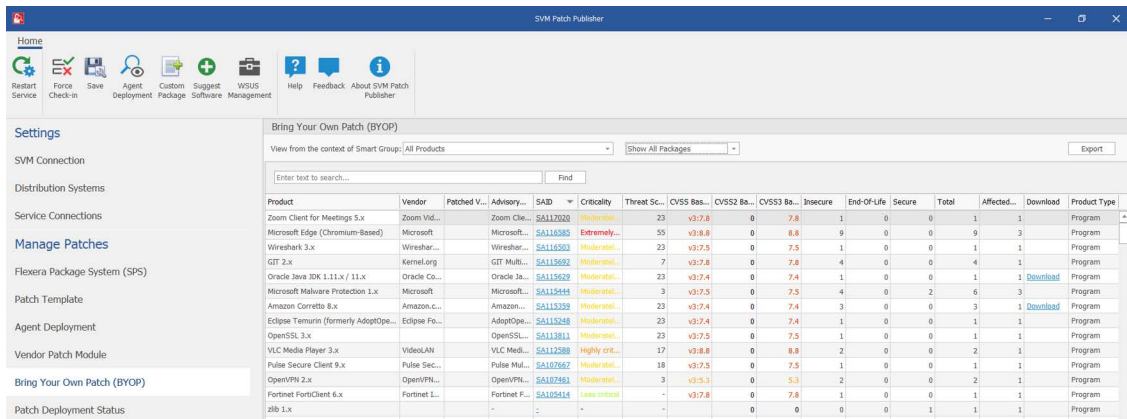 SVM Patch Publisher
Home
Restart Service
Force Check-in
Save
Agent Deployment
Custom Package
Suggest Software
WSUS Management
Help
Feedback
About SVM Patch Publisher
Settings
SVM Connection
Distribution Systems
Service Connections
Manage Patches
Flexera Package System (SPS)
Patch Template
Agent Deployment
Vendor Patch Module
Bring Your Own Patch (BYOP)
Patch Deployment Status
Bring Your Own Patch (BYOP)
View from the context of Smart Group: All Products Show All Packages Export
Enter text to search... Find
Product Vendor Patched V... Advisory... SAID Criticality Threat Sc... CVSS Bas... CVSS2 Ba... CVSS3 Ba... Insecure End-Of-Life Secure Total Affected... Download Product Type
Zoom Client for Meetings 5.x Zoom Vid... Zoom Clie... SA117020 Moderatel... 23 v3:7.8 0 7.8 1 0 0 1 1 Program
Microsoft Edge (Chromium-Based) Microsoft Microsoft... SA116585 Extremely... 55 v3:8.8 0 8.8 9 0 0 9 3 Program
Wireshark 3.x Wireshar... Wireshar... SA116503 Moderatel... 23 v3:7.5 0 7.5 1 0 0 1 1 Program
GIT 2.x Kernel.org GIT Multi... SA115692 Moderatel... 7 v3:7.8 0 7.8 4 0 0 4 1 Program
Oracle Java JDK 1.11.x / 11.x Oracle Co... Oracle Ja... SA115629 Moderatel... 23 v3:7.4 0 7.4 1 0 0 1 1 Download Program
Microsoft Malware Protection 1.x Microsoft Microsoft... SA115444 Moderatel... 3 v3:7.5 0 7.5 4 0 2 6 3 Program
Amazon Corretto 8.x Amazon.c... Amazon... SA115359 Moderatel... 23 v3:7.4 0 7.4 3 0 0 3 1 Download Program
Eclipse Temurin (formerly AdoptOpe... Eclipse Fo... AdoptOpe... SA115248 Moderatel... 23 v3:7.4 0 7.4 1 0 0 1 1 Program
OpenSSL 3.x OpenSSL... SA113811 Moderatel... 23 v3:7.5 0 7.5 1 0 0 1 1 Program
VLC Media Player 3.x VideoLAN VLC Medi... SA112588 Highly crit... 17 v3:8.8 0 8.8 2 0 0 2 1 Program
Pulse Secure Client 9.x Pulse Sec... Pulse Mul... SA107667 Moderatel... 18 v3:7.5 0 7.5 1 0 0 1 1 Program
OpenVPN 2.x OpenVPN... OpenVPN... SA107461 Moderatel... 3 v3:5.3 0 5.3 2 0 0 2 1 Program
Fortinet FortiClient 6.x Fortinet I... Fortinet F... SA105414 Less critical - v3:7.8 0 7.8 1 0 0 1 1 Program
zlib 1.x - - - - 0 0 0 0 1 1 1 Program